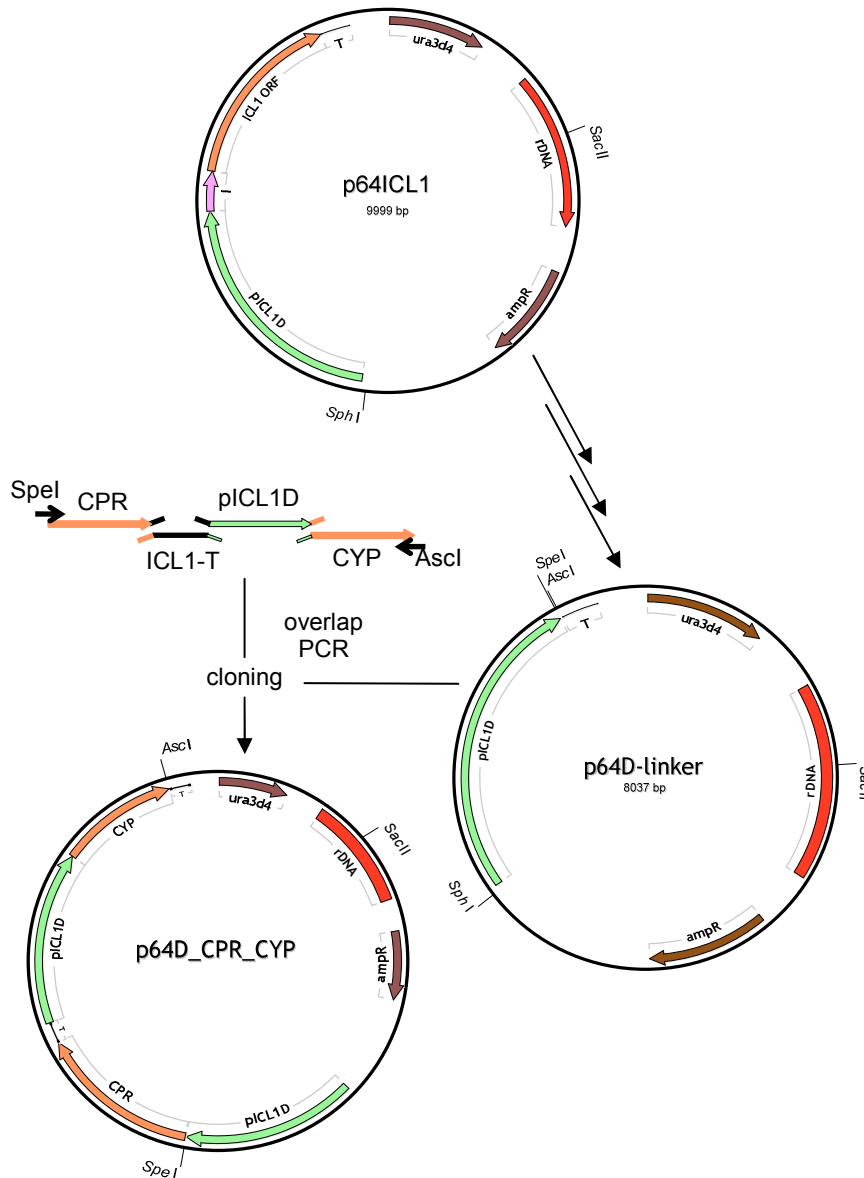 ura3d4
T
ICL1 ORF
rDNA
SacII
p64ICL1
9999 bp
I
pICL1D
ampR
SphI
SpeI
CPR
pICL1D
ICL1-T
CYP
AscI
overlap
PCR
cloning
SpeI
AscI
T
ura3d4
pICL1D
p64D-linker
8037 bp
rDNA
SphI
ampR
AscI
T
ura3d4
CYP
SacII
rDNA
pICL1D
p64D_CPR_CYP
ampR
T
CPR
pICL1D
SpeI